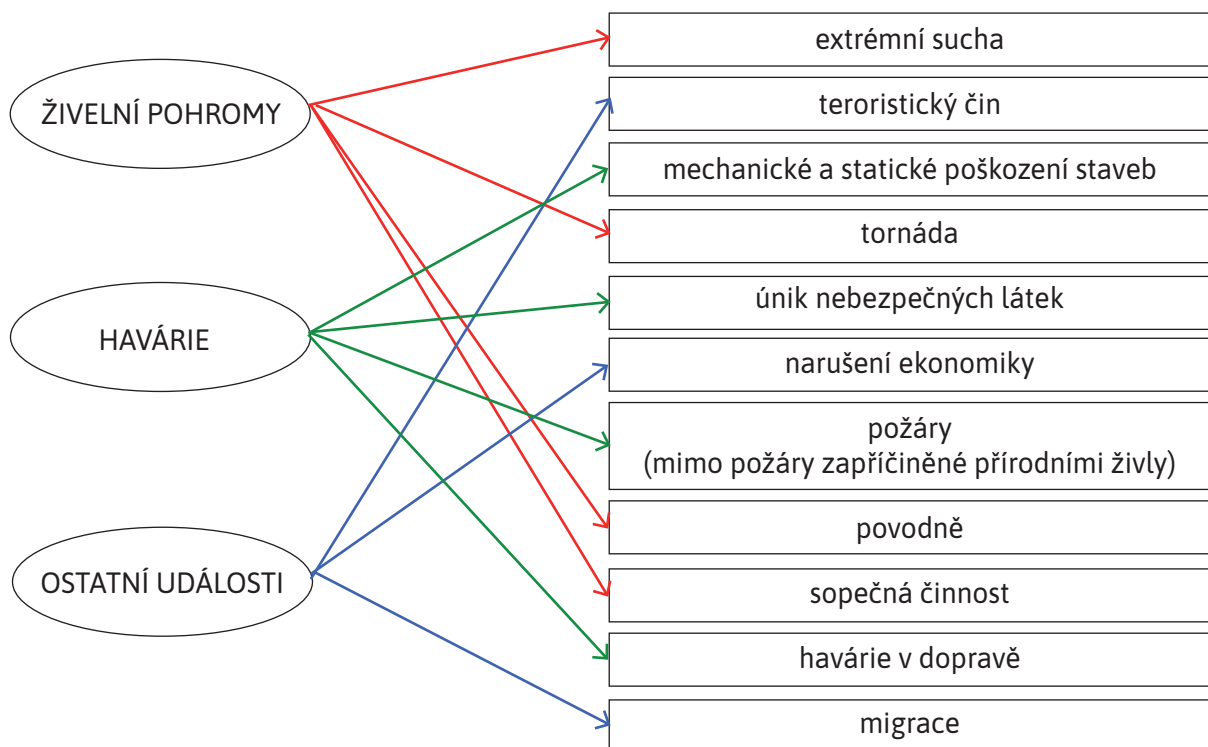 ŽIVELNÍ POHROMY
HAVÁRIE
OSTATNÍ UDÁLOSTI
extrémní sucha
teroristický čin
mechanické a statické poškození staveb
tornáda
únik nebezpečných látek
narušení ekonomiky
požáry
(mimo požáry zapříčiněné přírodními živly)
povodně
sopečná činnost
havárie v dopravě
migrace